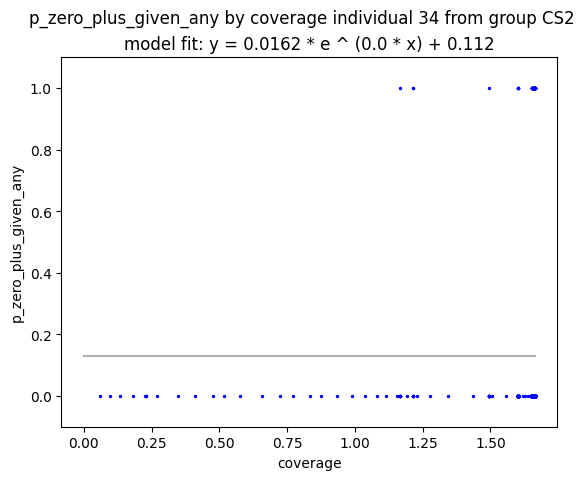 p_zero_plus_given_any by coverage individual 34 from group CS2
model fit: y = 0.0162 * e ^ (0.0 * x) + 0.112
1.0
0.8
0.6
0.4
0.2
0.0
p_zero_plus_given_any
0.00 0.25 0.50 0.75 1.00 1.25 1.50
coverage